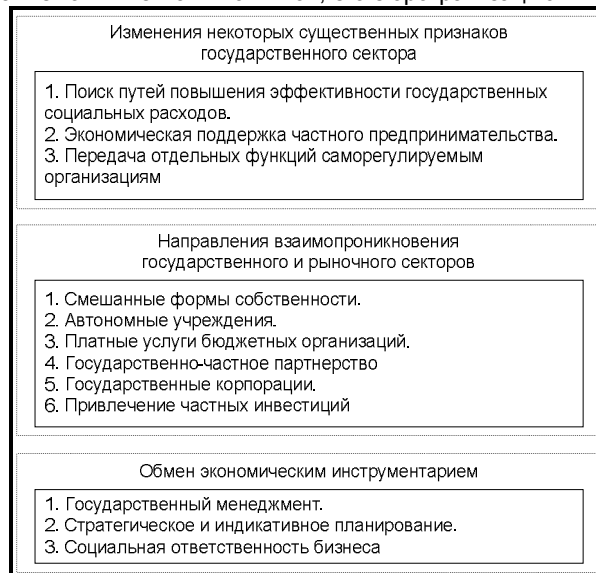 Изменения некоторых существенных признаков
государственного сектора
1. Поиск путей повышения эффективности государственных
социальных расходов.
2. Экономическая поддержка частного предпринимательства.
3. Передача отдельных функций саморегулируемым
организациям
Направления взаимопроникновения
государственного и рыночного секторов
1. Смешанные формы собственности.
2. Автономные учреждения.
3. Платные услуги бюджетных организаций.
4. Государственно-частное партнерство
5. Государственные корпорации.
6. Привлечение частных инвестиций
Обмен экономическим инструментарием
1. Государственный менеджмент.
2. Стратегическое и индикативное планирование.
3. Социальная ответственность бизнеса